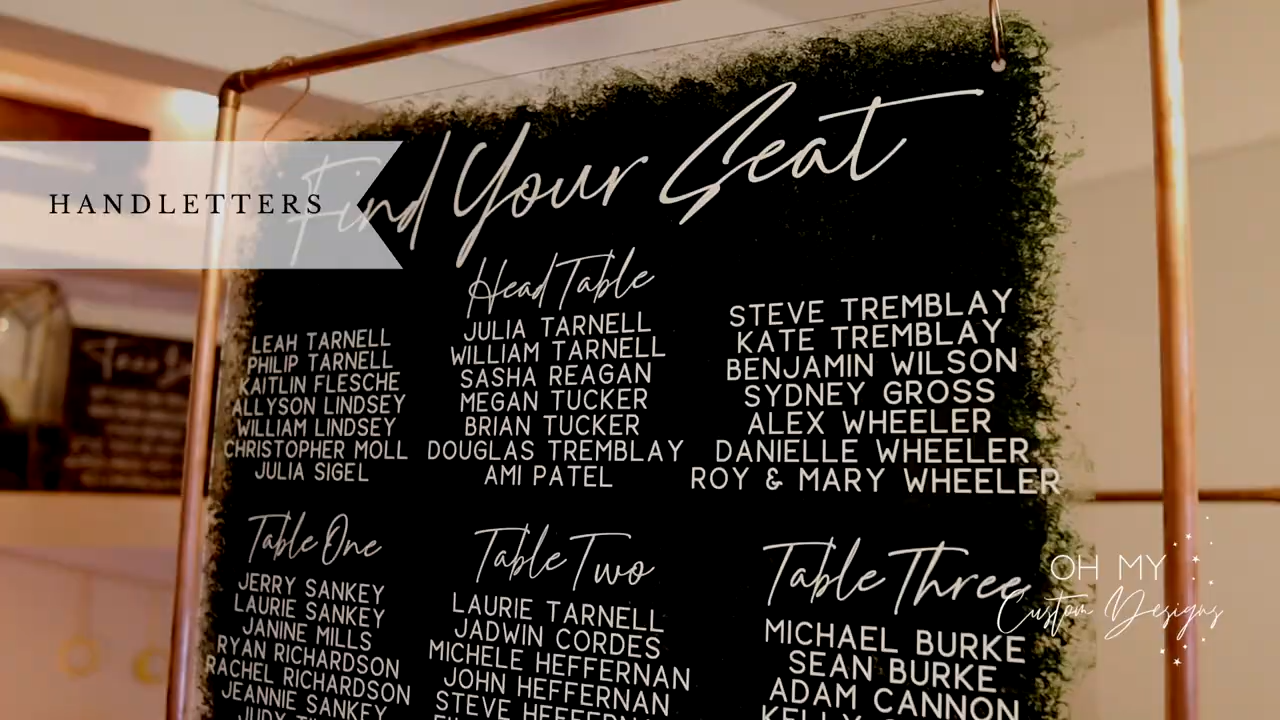 HANDLETTERS
Find Your Seat
Head Table
LEAH TARNELL
PHILIP TARNELL
KAITLIN FLESCHE
ALLYSON LINDSEY
WILLIAM LINDSEY
CHRISTOPHER MOLL
JULIA SIGEL
JULIA TARNELL
WILLIAM TARNELL
SASHA REAGAN
MEGAN TUCKER
BRIAN TUCKER
DOUGLAS TREMBLAY
AMI PATEL
STEVE TREMBLAY
KATE TREMBLAY
BENJAMIN WILSON
SYDNEY GROSS
ALEX WHEELER
DANIELLE WHEELER
ROY & MARY WHEELER
Table One
JERRY SANKEY
LAURIE SANKEY
JANINE MILLS
RYAN RICHARDSON
RACHEL RICHARDSON
JEANNIE SANKEY
Table Two
LAURIE TARNELL
JADWIN CORDES
MICHELE HEFFERNAN
JOHN HEFFERNAN
STEVE HEFFERNAN
Table Three
MICHAEL BURKE
SEAN BURKE
ADAM CANNON
OH MY
Custom Designs